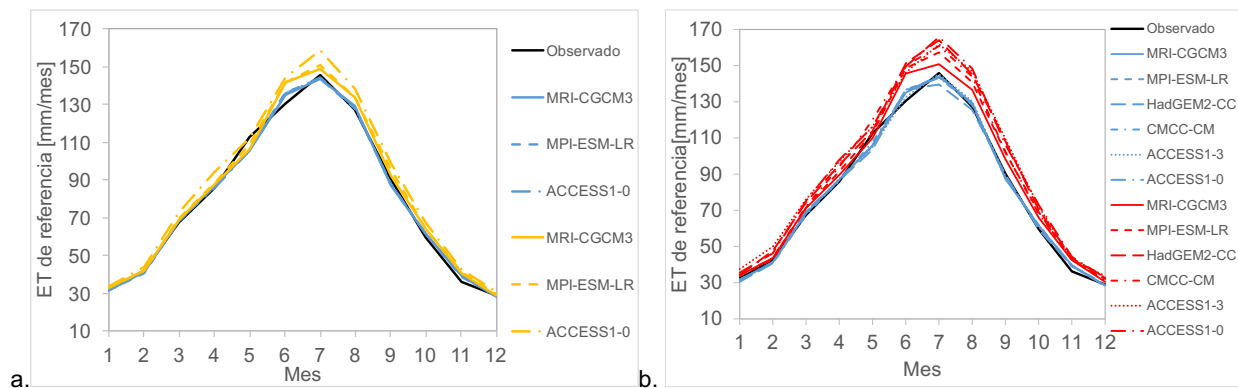 170
150
130
110
90
70
50
30
10
ET de referencia [mm/mes]
1 2 3 4 5 6 7 8 9 10 11 12
Mes
Observado
MRI-CGCM3
MPI-ESM-LR
ACCESS1-0
MRI-CGCM3
MPI-ESM-LR
ACCESS1-0
a.
170
150
130
110
90
70
50
30
10
ET de referencia[mm/mes]
1 2 3 4 5 6 7 8 9 10 11 12
Mes
Observado
MRI-CGCM3
MPI-ESM-LR
HadGEM2-CC
CMCC-CM
ACCESS1-3
ACCESS1-0
MRI-CGCM3
MPI-ESM-LR
HadGEM2-CC
CMCC-CM
ACCESS1-3
ACCESS1-0
b.